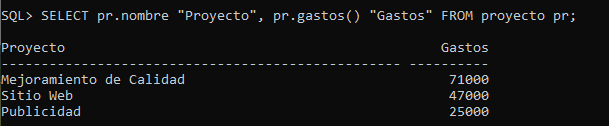 SQL> SELECT pr.nombre "Proyecto", pr.gastos() "Gastos" FROM proyecto pr;
Proyecto Gastos
-------------------------------------------------- ----------
Mejoramiento de Calidad 71000
Sitio Web 47000
Publicidad 25000